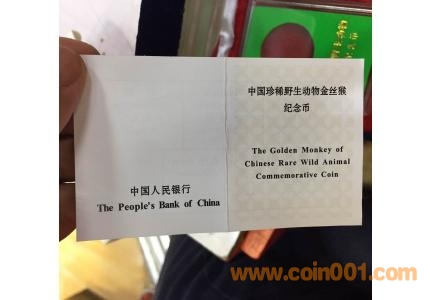 中国珍稀野生动物金丝猴
纪念币
The Golden Monkey of
Chinese Rare Wild Animal
Commemorative Coin
中国人民银行
The People's Bank of China
www.coin001.com